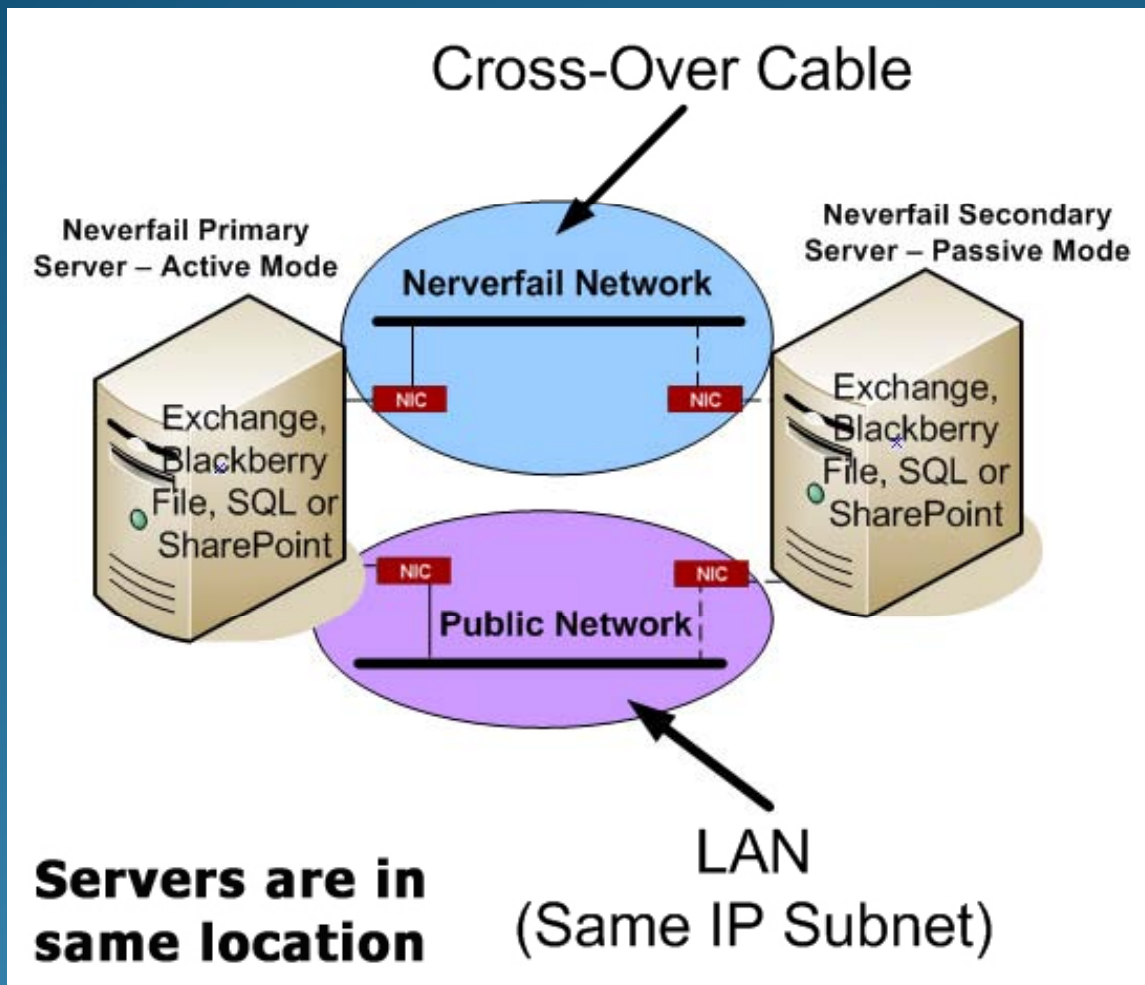 Cross-Over Cable
Neverfail Primary
Server – Active Mode
Neverfail Secondary
Server – Passive Mode
Nerverfail Network
NIC
NIC
Exchange,
Blackberry
File, SQL or
SharePoint
Exchange,
Blackberry
File, SQL or
SharePoint
NIC
NIC
Public Network
LAN
(Same IP Subnet)
Servers are in
same location